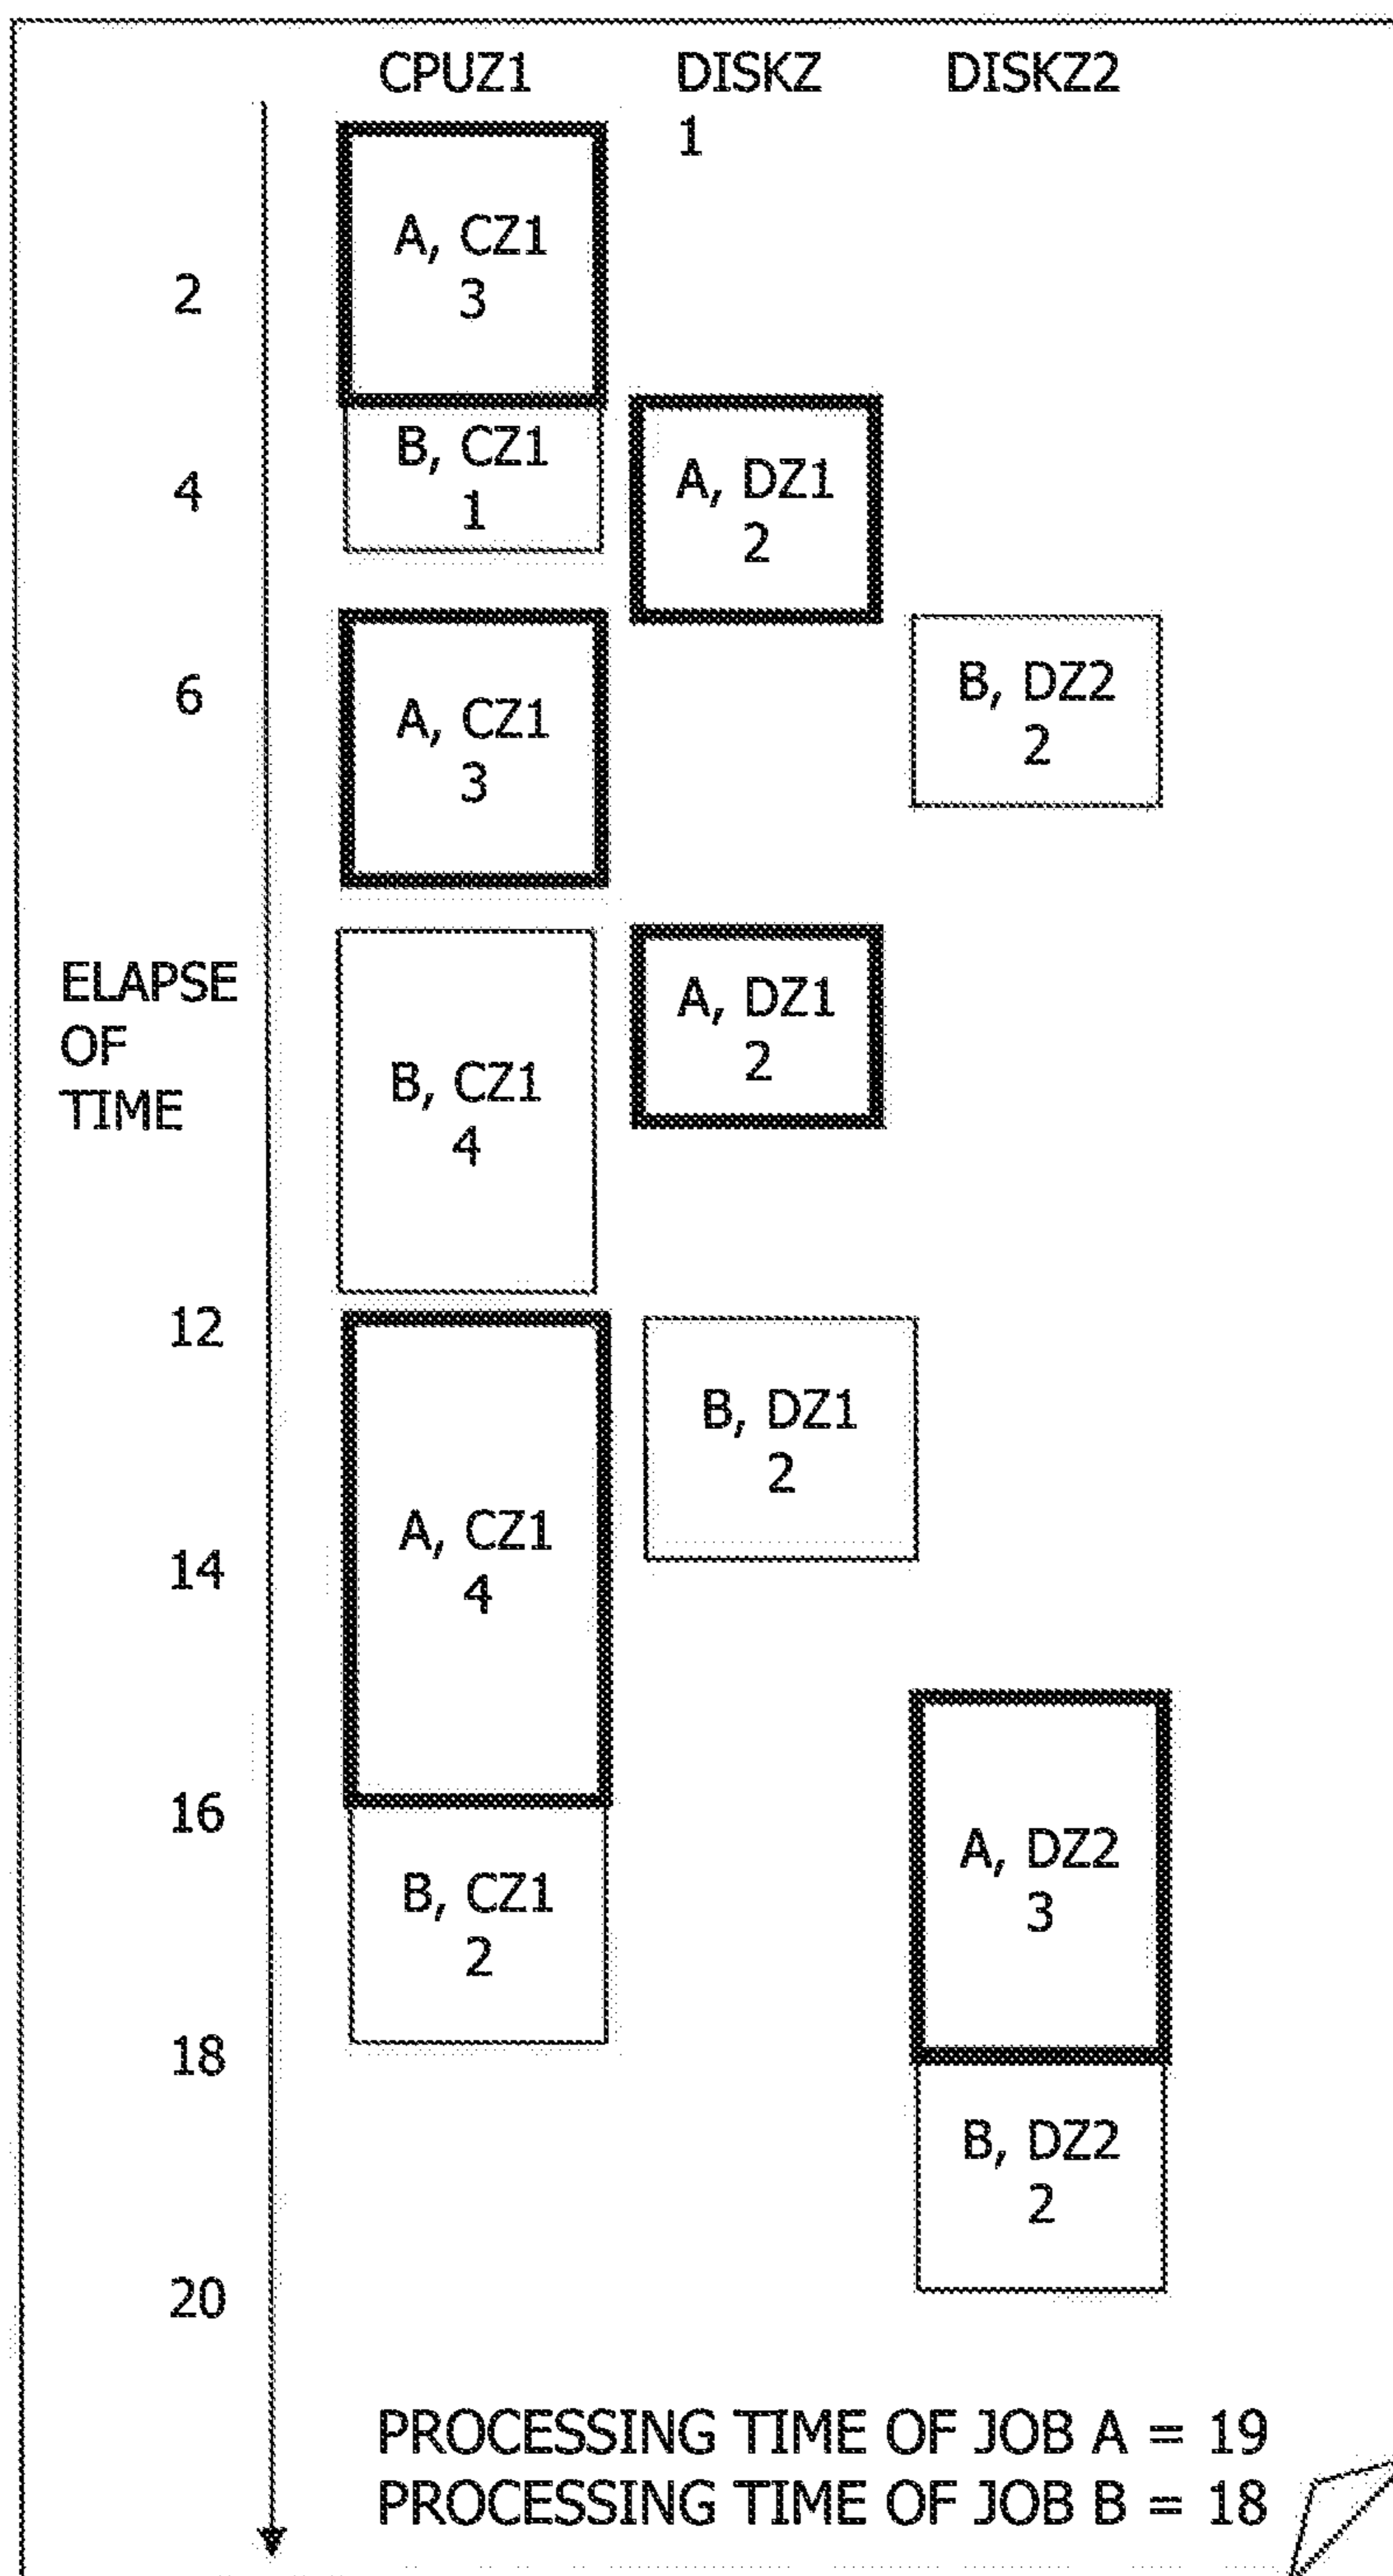 CPUZ1
DISKZ
1
DISKZ2
A, CZ1
3
2
B, CZ1
1
4
A, DZ1
2
6
A, CZ1
3
B, DZ2
2
ELAPSE
OF
TIME
B, CZ1
4
A, DZ1
2
12
B, DZ1
2
A, CZ1
4
14
16
A, DZ2
3
B, CZ1
2
18
B, DZ2
2
20
PROCESSING TIME OF JOB A = 19
PROCESSING TIME OF JOB B = 18